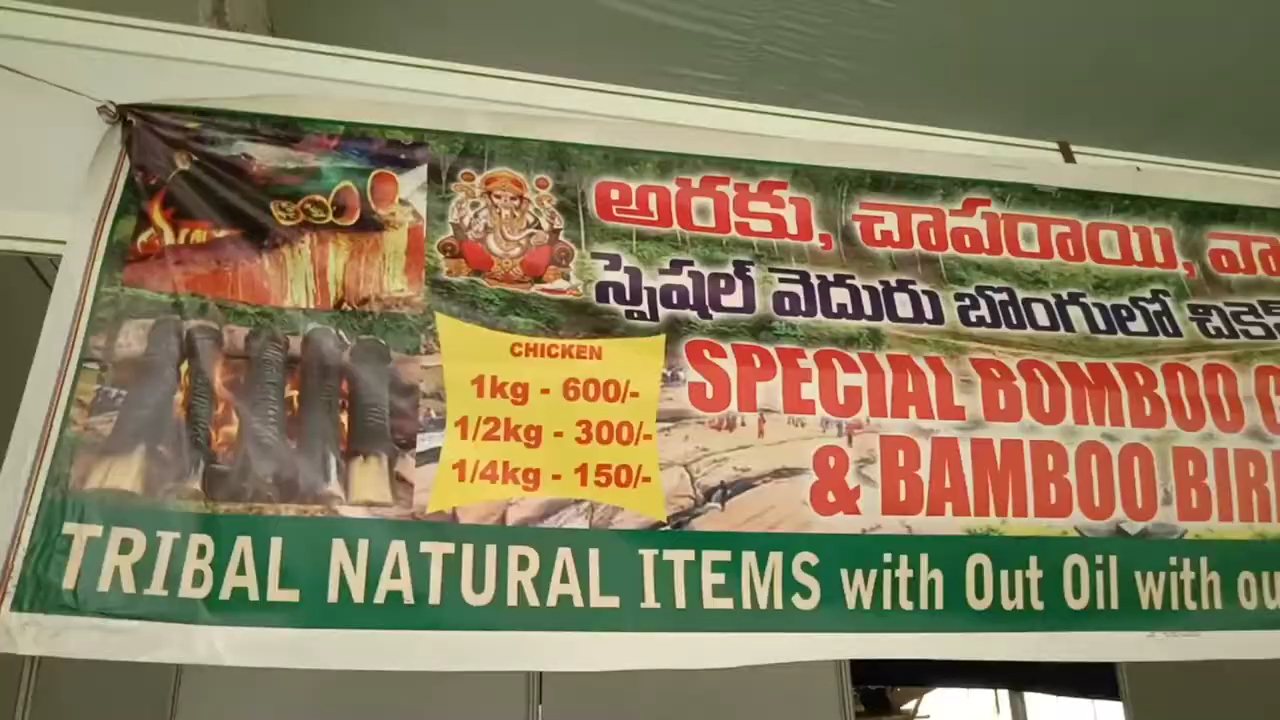 అరకు, చాపరాయి,
స్పెషల్ వెదురు బొంగులో
SPECIAL BOMBOO
& BAMBOO
CHICKEN
1kg - 600/-
1/2kg - 300/-
1/4kg - 150/-
TRIBAL NATURAL ITEMS with Out Oil with